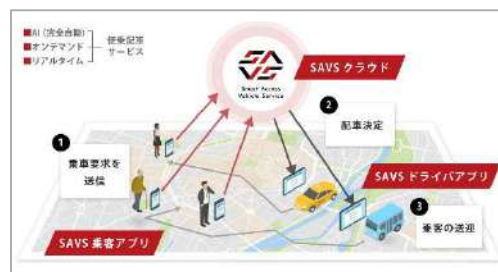 AI（完全自動）
オンデマンド
リアルタイム
便乗配車
サービス
SAVS
Smart Access
Vehicle Service
SAVS クラウド
1
乗車要求を
送信
2
配車決定
SAVS ドライバアプリ
3
乗客の送迎
SAVS 乗客アプリ